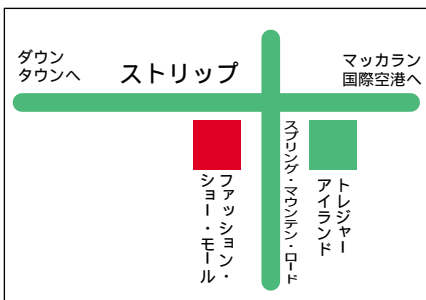 ダウン
タウンへ
ストリップ
マッカラン
国際空港へ
ファッション・
ショー・モール
スプリング・マウンテン・ロード
トレジャー
アイランド